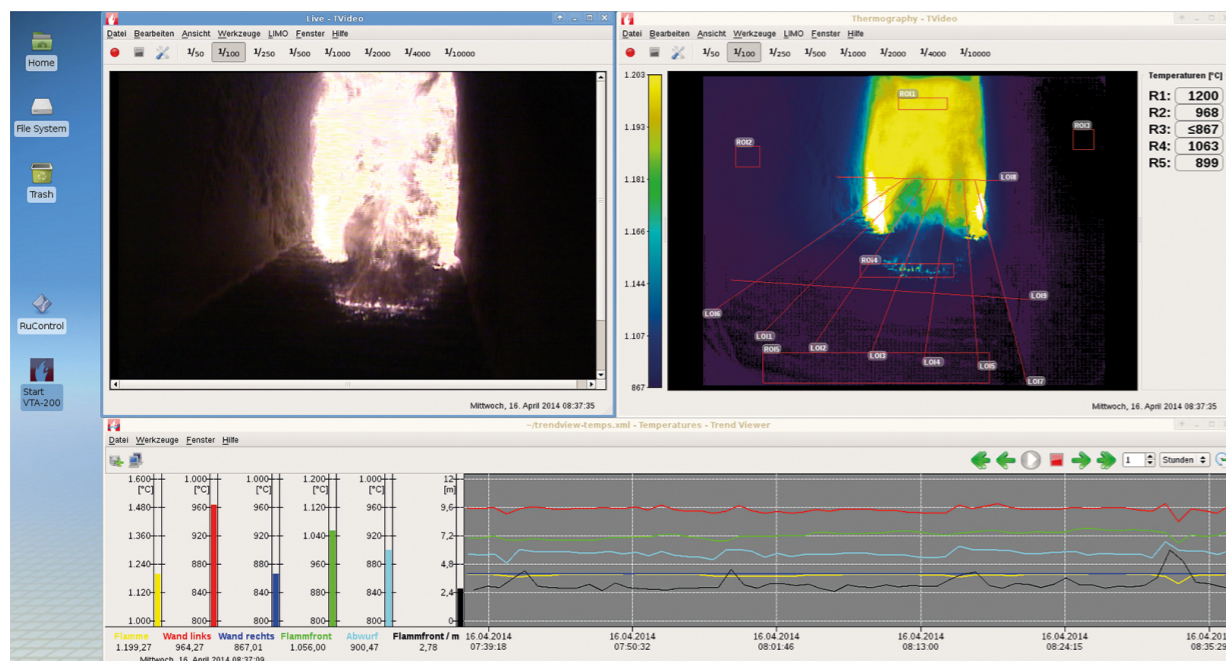 Home
File System
Trash
RuControl
Start
VTA-200
Live - TVideo
Datei Bearbeiten Ansicht Werkzeuge LIMO Fenster Hilfe
1/50 1/100 1/250 1/500 1/1000 1/2000 1/4000 1/10000
Mittwoch, 16. April 2014 08:37:35
Thermography - TVideo
Datei Bearbeiten Ansicht Werkzeuge LIMO Fenster Hilfe
1/50 1/100 1/250 1/500 1/1000 1/2000 1/4000 1/10000
1.203
1.193
1.181
1.166
1.144
1.107
867
ROI1
ROI2
ROI3
LOI8
ROI4
LOI9
LOI6
LOI1
ROI5
LOI2
LOI3
LOI4
LOI5
LOI7
Temperaturen [°C]
R1: 1200
R2: 968
R3: ≤867
R4: 1063
R5: 899
Mittwoch, 16. April 2014 08:37:35
~/trendview-temps.xml - Temperatures - Trend Viewer
Datei Werkzeuge Fenster Hilfe
1 Stunden
1.600 1.000 1.000 1.200 1.000 12
[°C] [°C] [°C] [°C] [°C] [m]
1.480 960 960 1.120 960 9,6
1.360 920 920 1.040 920 7,2
1.240 880 880 960 880 4,8
1.120 840 840 880 840 2,4
1.000 800 800 800 800 0
Flamme Wand links Wand rechts Flammfront Abwurf Flammfront / m
1.199,27 964,27 867,01 1.056,00 900,47 2,78
16.04.2014 16.04.2014 16.04.2014 16.04.2014 16.04.2014 16.04.2014
07:39:18 07:50:32 08:01:46 08:13:00 08:24:15
Mittwoch, 16. April 2014 08:37:09